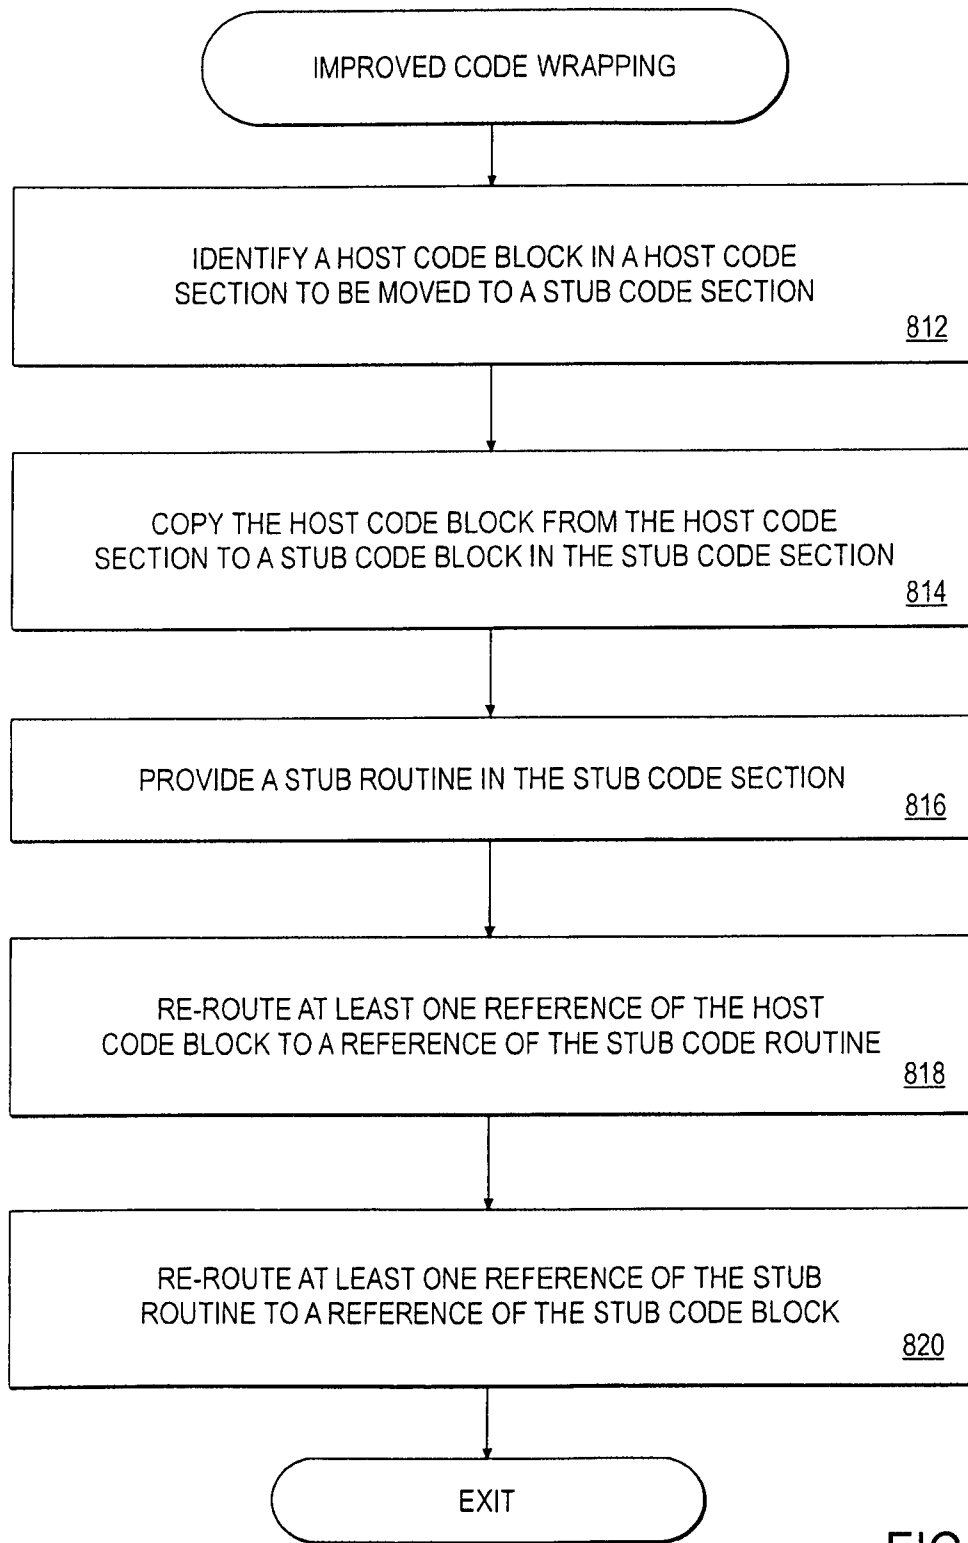 IMPROVED CODE WRAPPING
IDENTIFY A HOST CODE BLOCK IN A HOST CODE
SECTION TO BE MOVED TO A STUB CODE SECTION
812
COPY THE HOST CODE BLOCK FROM THE HOST CODE
SECTION TO A STUB CODE BLOCK IN THE STUB CODE SECTION
814
PROVIDE A STUB ROUTINE IN THE STUB CODE SECTION
816
RE-ROUTE AT LEAST ONE REFERENCE OF THE HOST
CODE BLOCK TO A REFERENCE OF THE STUB CODE ROUTINE
818
RE-ROUTE AT LEAST ONE REFERENCE OF THE STUB
ROUTINE TO A REFERENCE OF THE STUB CODE BLOCK
820
EXIT